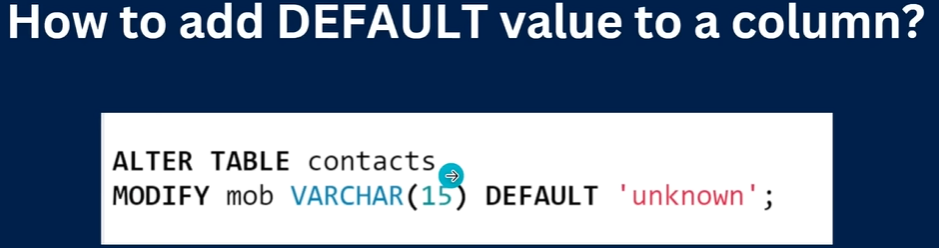 How to add DEFAULT value to a column?
ALTER TABLE contacts
MODIFY mob VARCHAR(15) DEFAULT 'unknown';